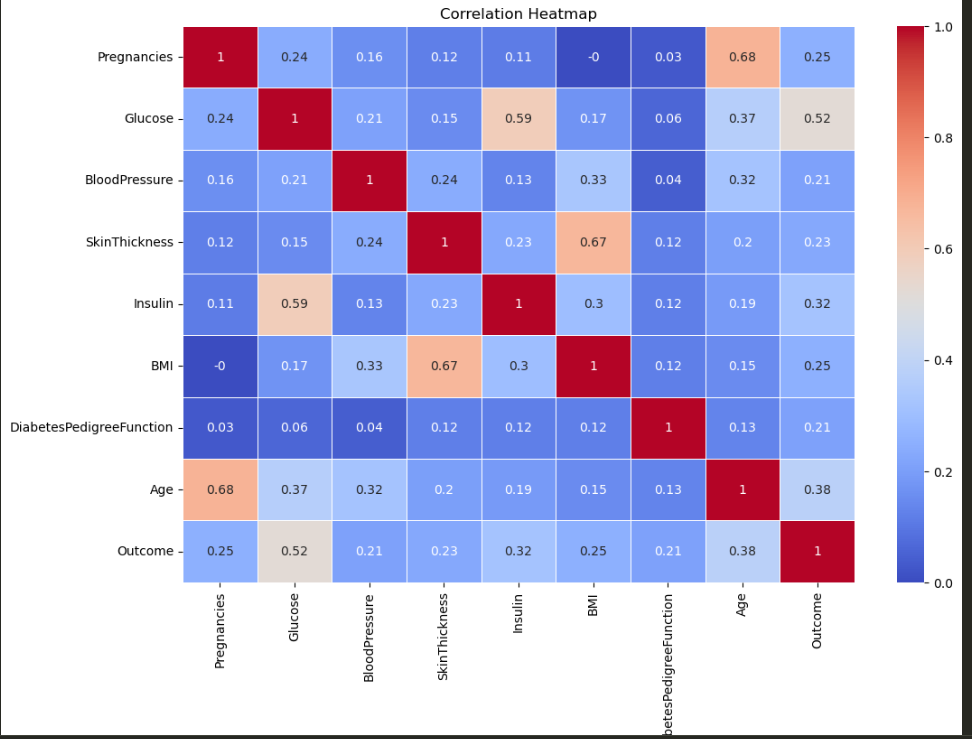 Correlation Heatmap
Pregnancies 1 0.24 0.16 0.12 0.11 -0 0.03 0.68 0.25
Glucose 0.24 1 0.21 0.15 0.59 0.17 0.06 0.37 0.52
BloodPressure 0.16 0.21 1 0.24 0.13 0.33 0.04 0.32 0.21
SkinThickness 0.12 0.15 0.24 1 0.23 0.67 0.12 0.2 0.23
Insulin 0.11 0.59 0.13 0.23 1 0.3 0.12 0.19 0.32
BMI -0 0.17 0.33 0.67 0.3 1 0.12 0.15 0.25
DiabetesPedigreeFunction 0.03 0.06 0.04 0.12 0.12 0.12 1 0.13 0.21
Age 0.68 0.37 0.32 0.2 0.19 0.15 0.13 1 0.38
Outcome 0.25 0.52 0.21 0.23 0.32 0.25 0.21 0.38 1
Pregnancies
Glucose
BloodPressure
SkinThickness
Insulin
BMI
betesPedigreeFunction
Age
Outcome
1.0
0.8
0.6
0.4
0.2
0.0